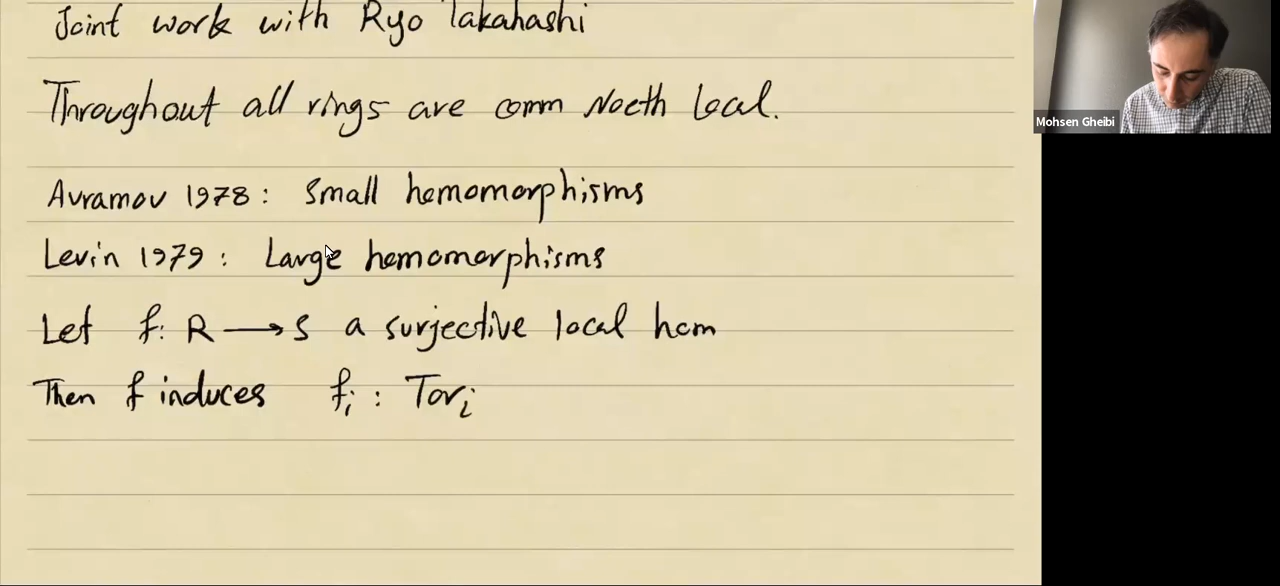 Joint work with Ryo Takahashi
Throughout all rings are comm Noeth local.
Mohsen Gheibi
Avramov 1978 : Small homomorphisms
Levin 1979 : Large homomorphisms
Let f: R → S a surjective local hom
Then f induces f_i : Tor_i